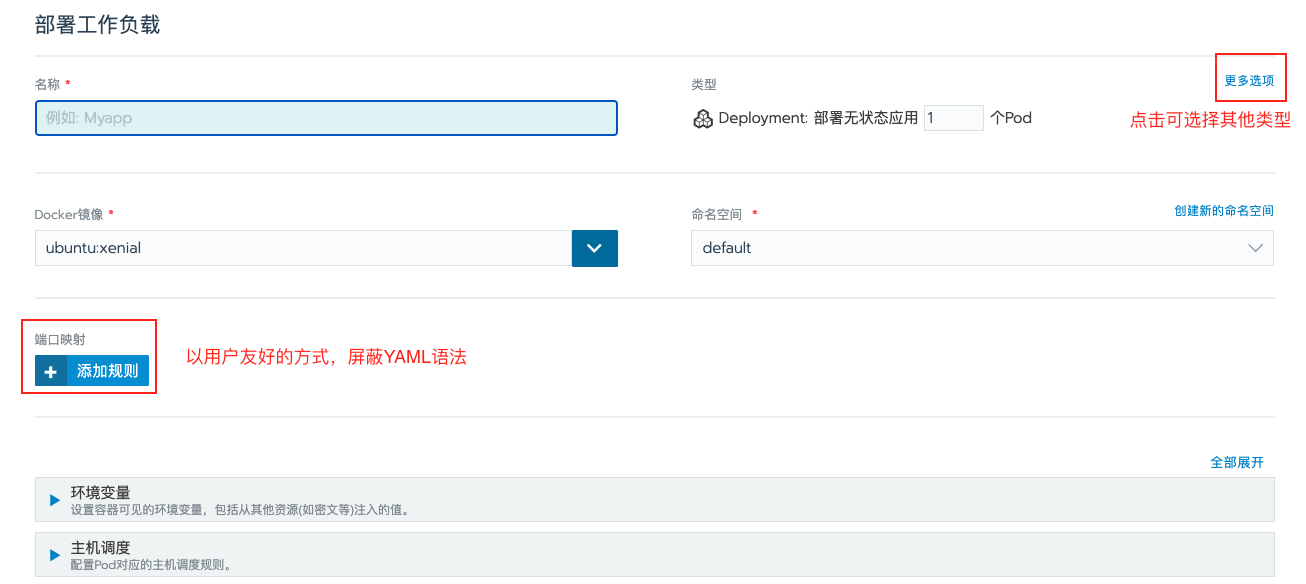 部署工作负载
名称 *
类型
更多选项
例如: Myapp
Deployment: 部署无状态应用 1 个Pod
点击可选择其他类型
Docker镜像 *
命名空间 *
创建新的命名空间
ubuntu:xenial
default
端口映射
+ 添加规则
以用户友好的方式，屏蔽YAML语法
全部展开
环境变量
设置容器可见的环境变量，包括从其他资源(如密文等)注入的值。
主机调度
配置Pod对应的主机调度规则。